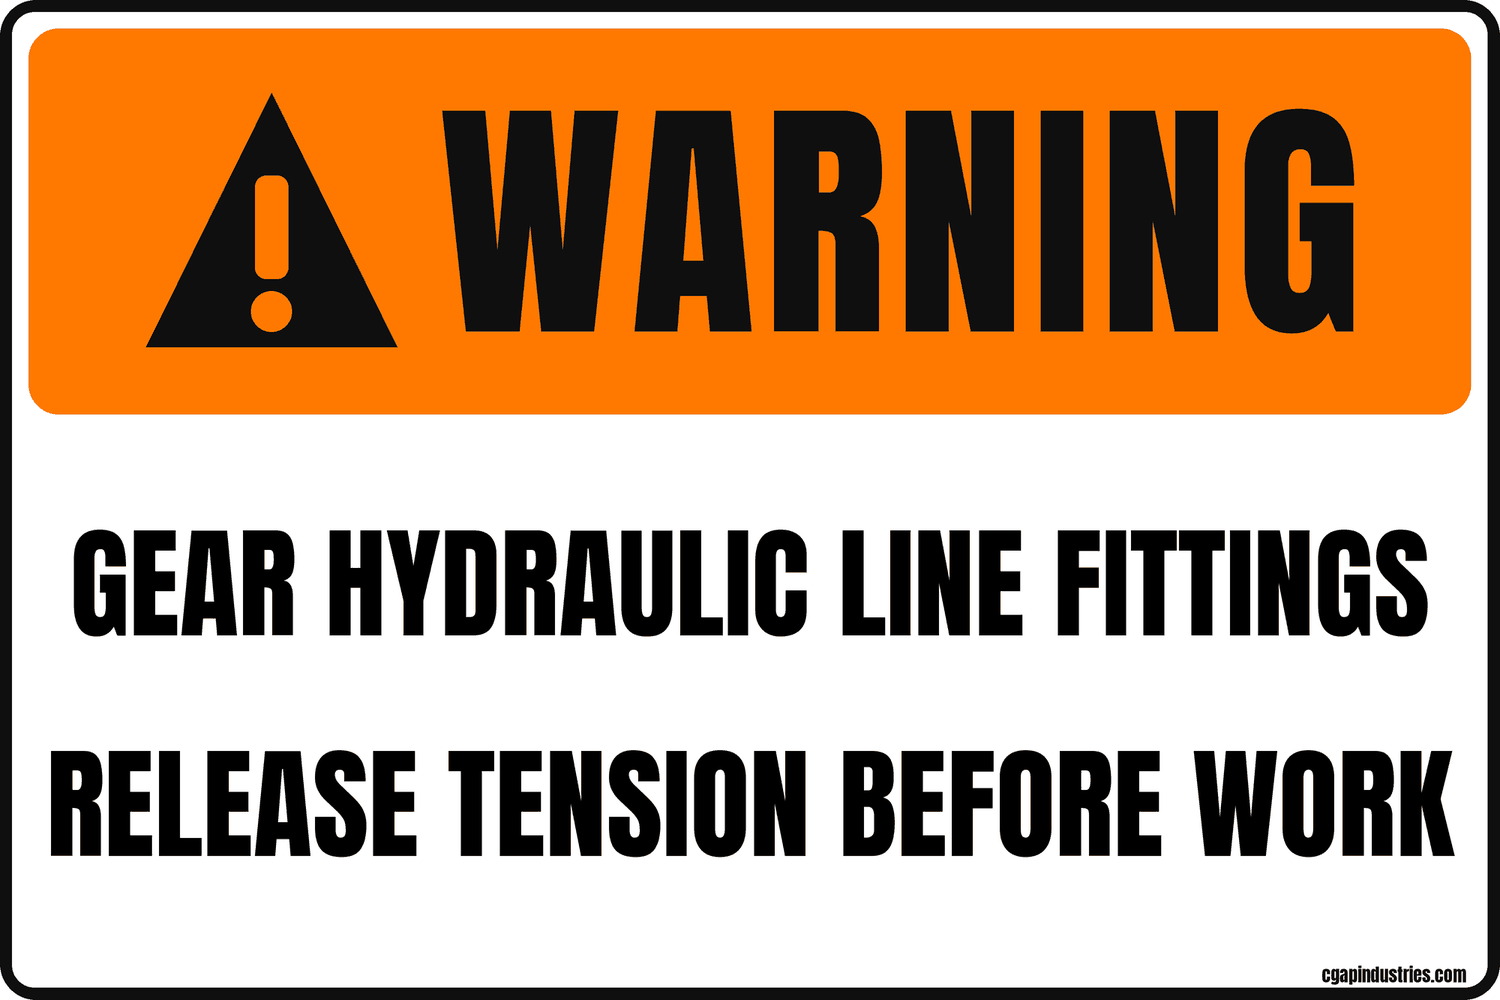 WARNING
GEAR HYDRAULIC LINE FITTINGS
RELEASE TENSION BEFORE WORK
cgapindustries.com